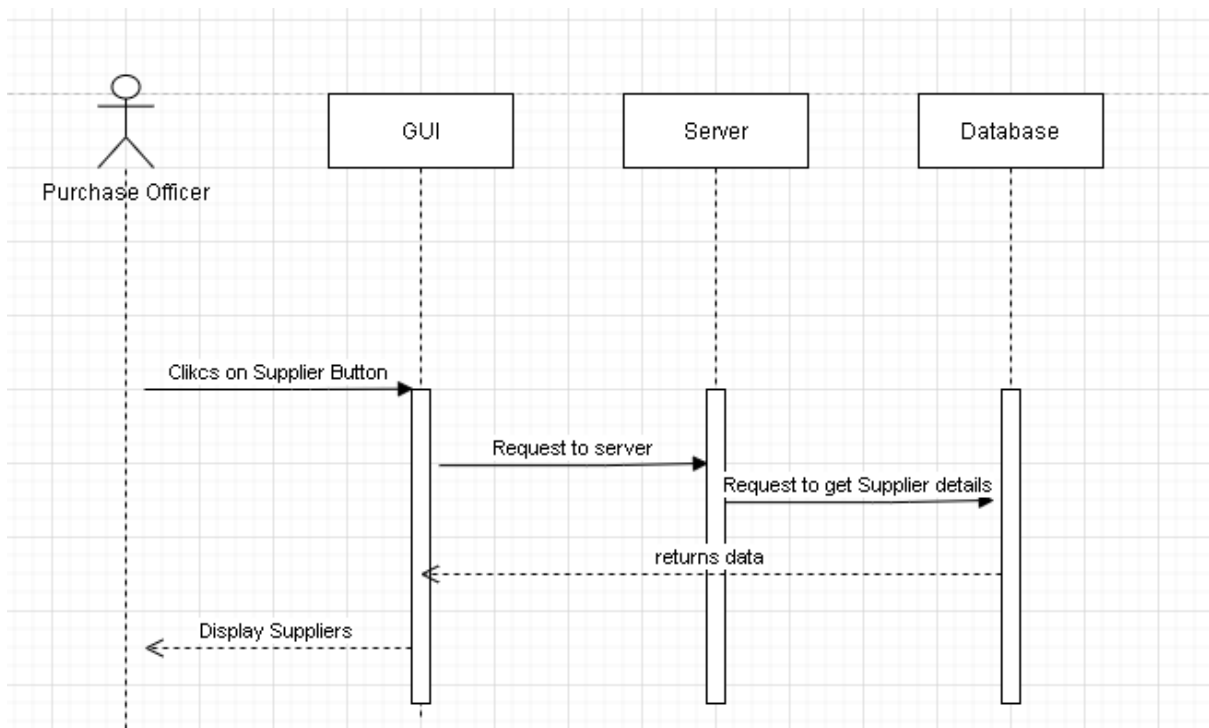 GUI
Server
Database
Purchase Officer
Clikcs on Supplier Button
Request to server
Request to get Supplier details
returns data
Display Suppliers